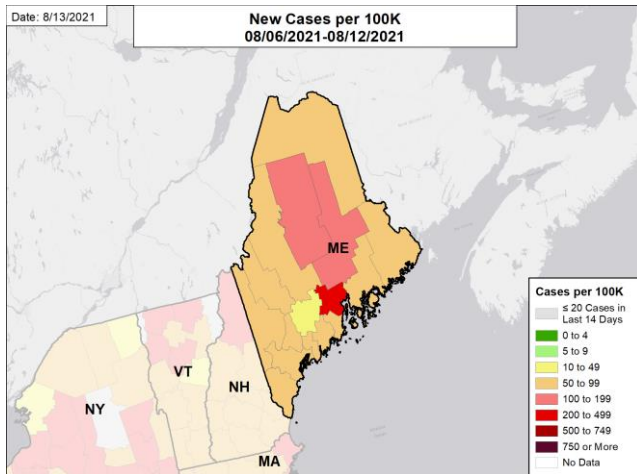 Date: 8/13/2021
New Cases per 100K
08/06/2021-08/12/2021
ME
VT
NH
NY
MA
Cases per 100K
≤ 20 Cases in
Last 14 Days
0 to 4
5 to 9
10 to 49
50 to 99
100 to 199
200 to 499
500 to 749
750 or More
No Data